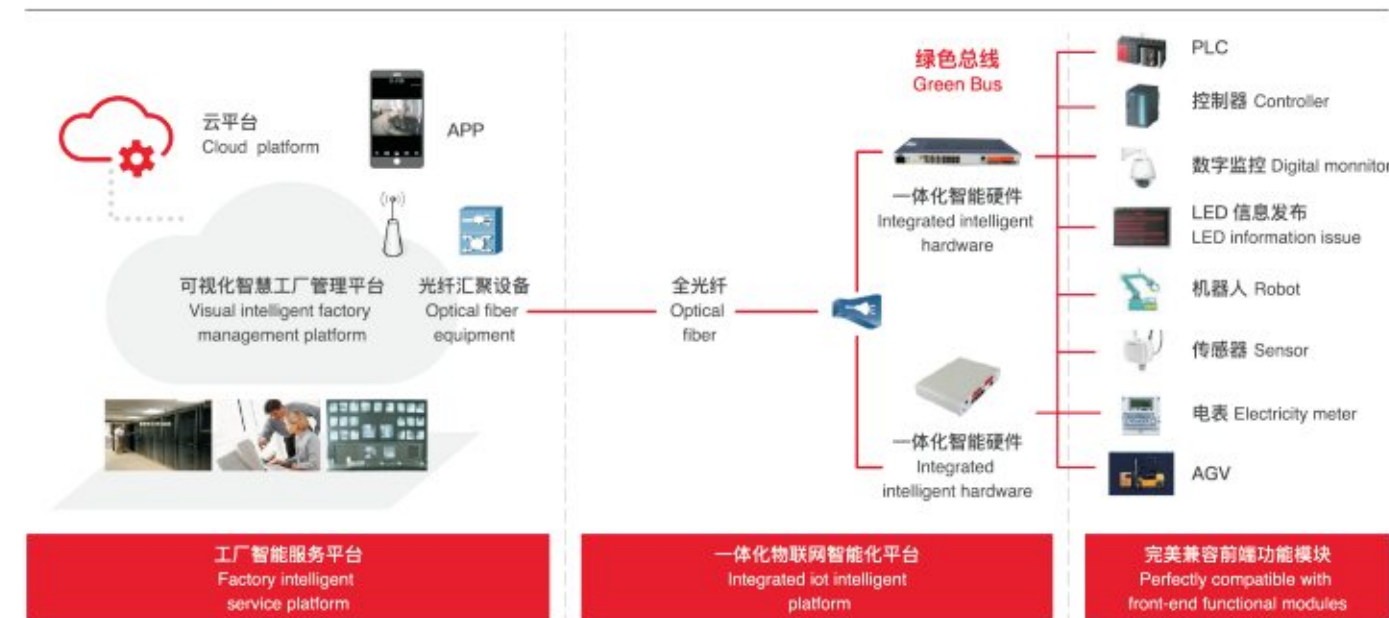 云平台
Cloud platform
APP
可视化智慧工厂管理平台
Visual intelligent factory
management platform
光纤汇聚设备
Optical fiber
equipment
工厂智能服务平台
Factory intelligent
service platform
全光纤
Optical
fiber
绿色总线
Green Bus
一体化智能硬件
Integrated intelligent
hardware
一体化智能硬件
Integrated
intelligent hardware
一体化物联网智能化平台
Integrated iot intelligent
platform
PLC
控制器 Controller
数字监控 Digital monnitor
LED 信息发布
LED information issue
机器人 Robot
传感器 Sensor
电表 Electricity meter
AGV
完美兼容前端功能模块
Perfectly compatible with
front-end functional modules